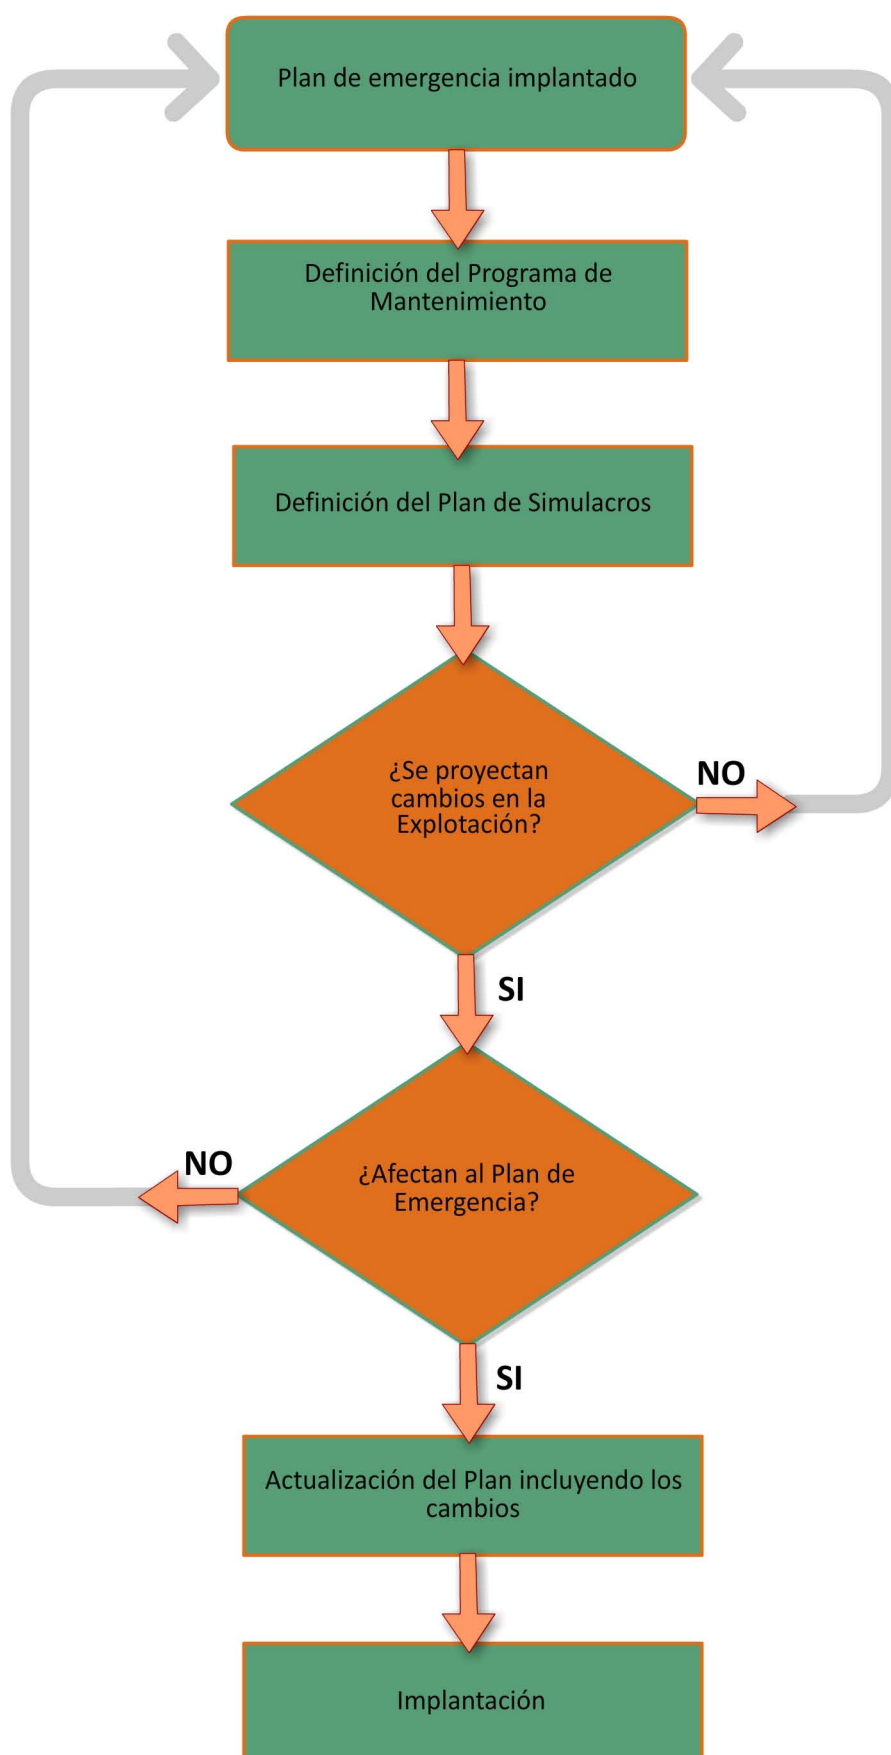 Plan de emergencia implantado
Definición del Programa de
Mantenimiento
Definición del Plan de Simulacros
¿Se proyectan
cambios en la
Explotación?
NO
SI
¿Afectan al Plan de
Emergencia?
NO
SI
Actualización del Plan incluyendo los
cambios
Implantación